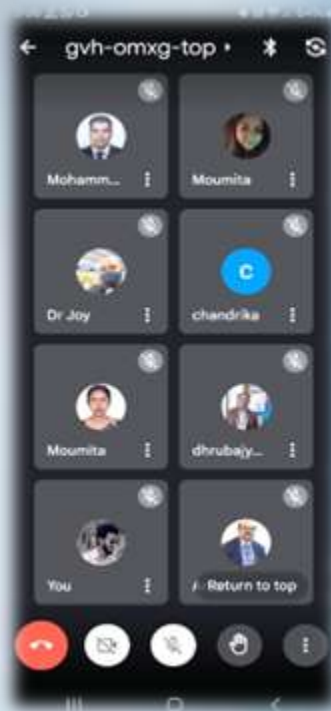 gvh-omxg-top
Mohamm...
Moumita
Dr Joy
C
chandrika
Moumita
dhrubajy...
You
Return to top